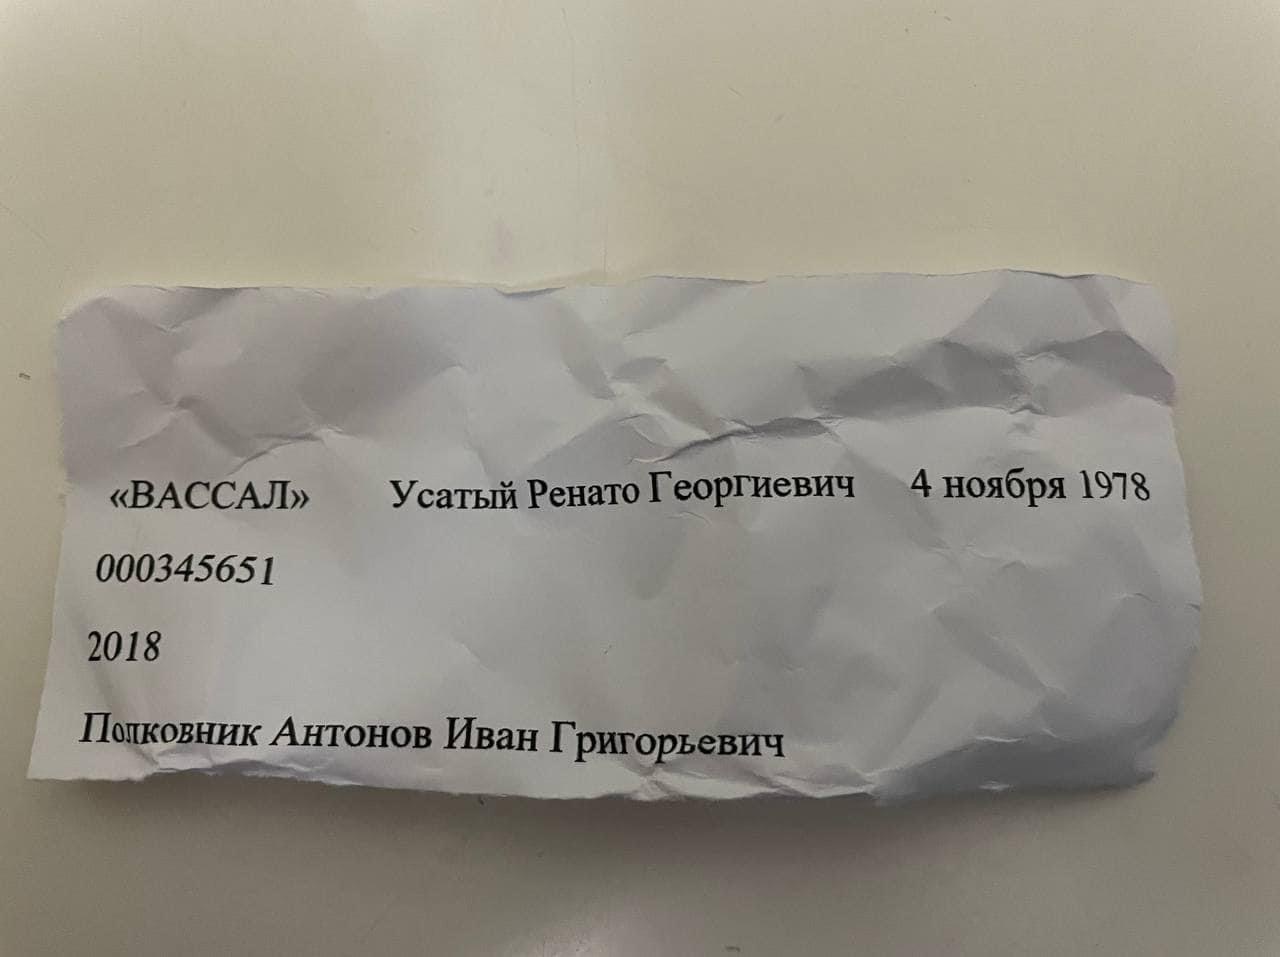 «ВАССАЛ» Усатый Ренато Георгиевич 4 ноября 1978
000345651
2018
Полковник Антонов Иван Григорьевич